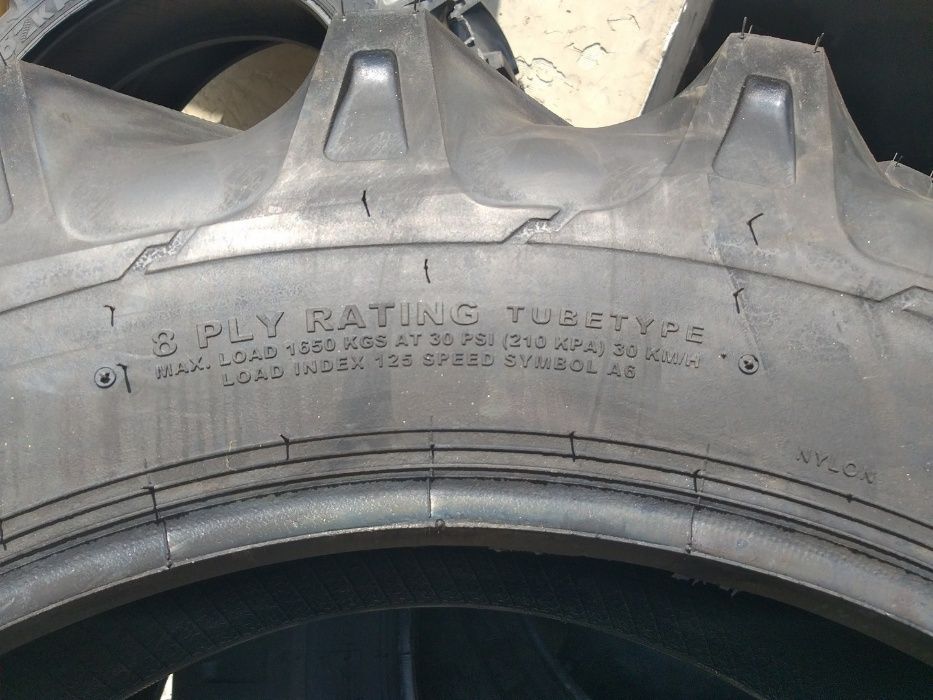 8 PLY RATING TUBETYPE
MAX. LOAD 1650 KGS AT 30 PSI (210 KPA) 30 KM/H
LOAD INDEX 125 SPEED SYMBOL A6
NYLON